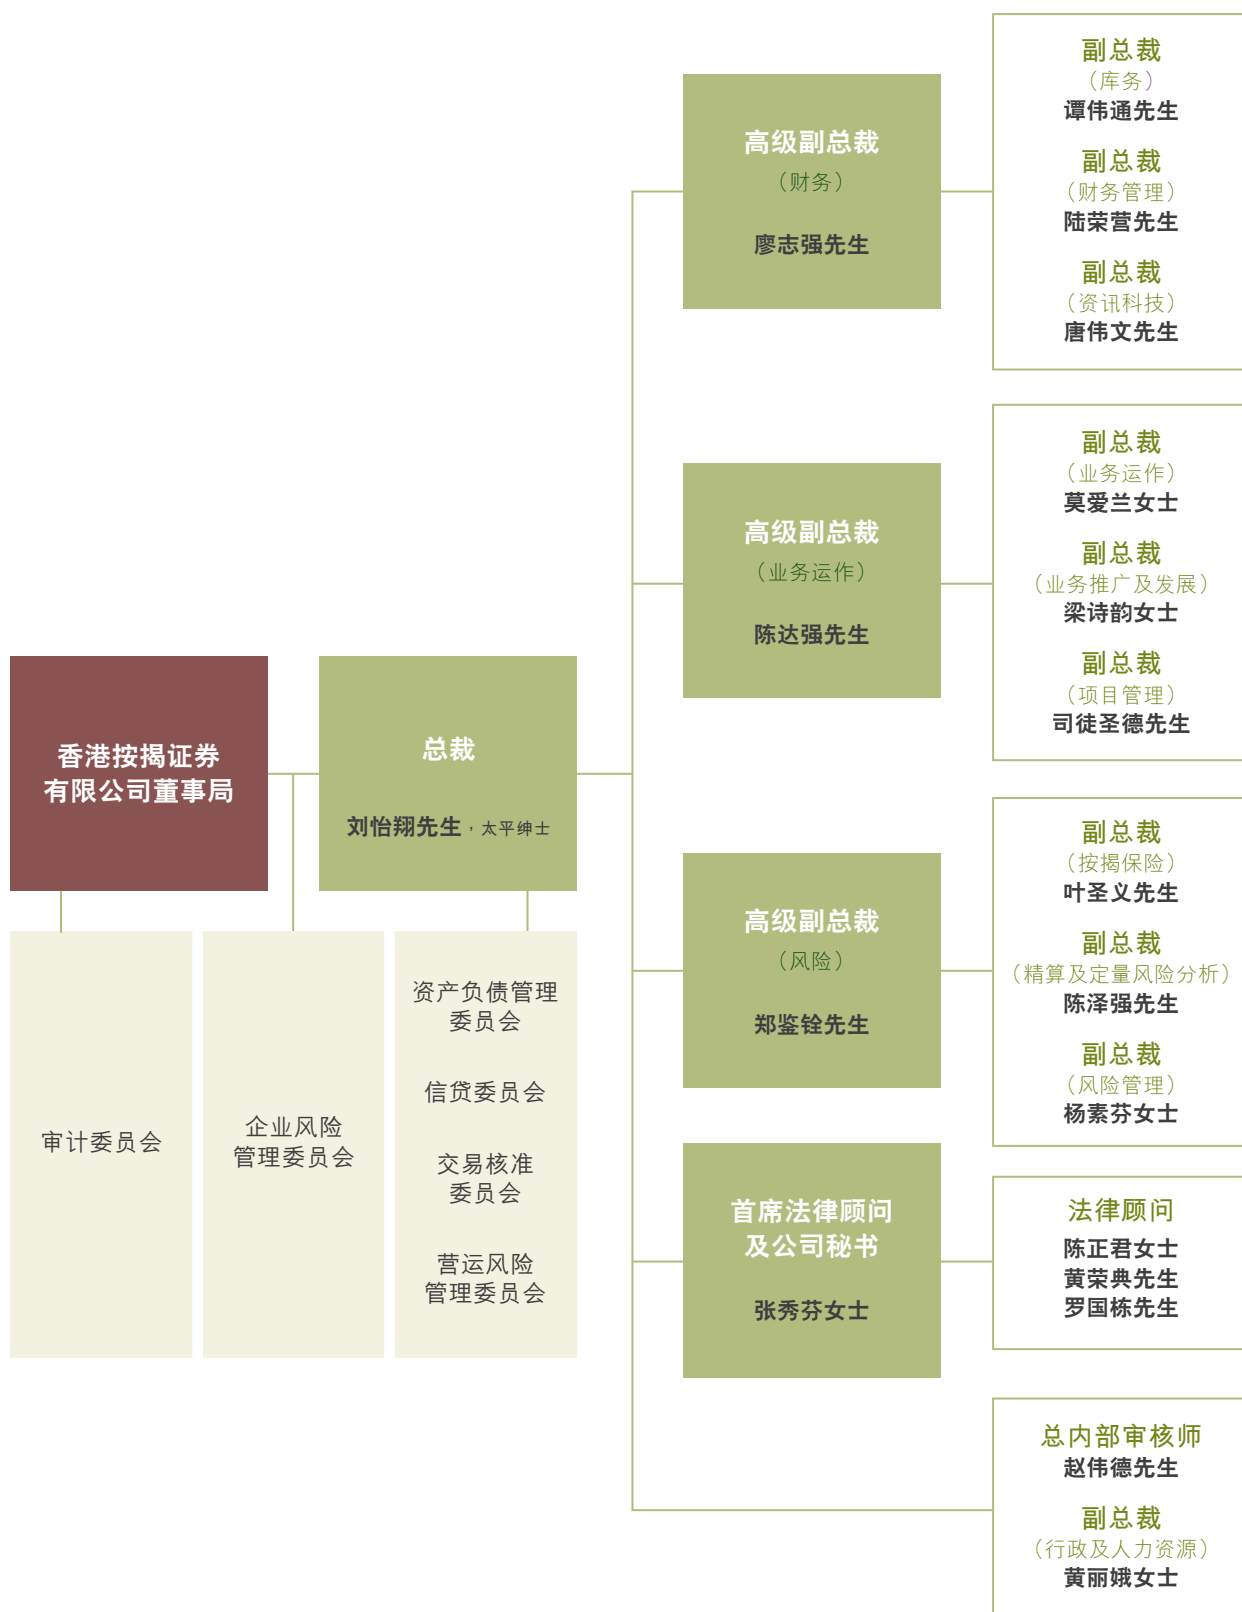 香港按揭证券
有限公司董事局
总裁
刘怡翔先生，太平绅士
审计委员会
企业风险
管理委员会
资产负债管理
委员会
信贷委员会
交易核准
委员会
营运风险
管理委员会
高级副总裁
（财务）
廖志强先生
副总裁
（库务）
谭伟通先生
副总裁
（财务管理）
陆荣营先生
副总裁
（资讯科技）
唐伟文先生
高级副总裁
（业务运作）
陈达强先生
副总裁
（业务运作）
莫爱兰女士
副总裁
（业务推广及发展）
梁诗韵女士
副总裁
（项目管理）
司徒圣德先生
高级副总裁
（风险）
郑鉴铨先生
副总裁
（按揭保险）
叶圣义先生
副总裁
（精算及定量风险分析）
陈泽强先生
副总裁
（风险管理）
杨素芬女士
首席法律顾问
及公司秘书
张秀芬女士
法律顾问
陈正君女士
黄荣典先生
罗国栋先生
总内部审核师
赵伟德先生
副总裁
（行政及人力资源）
黄丽娥女士